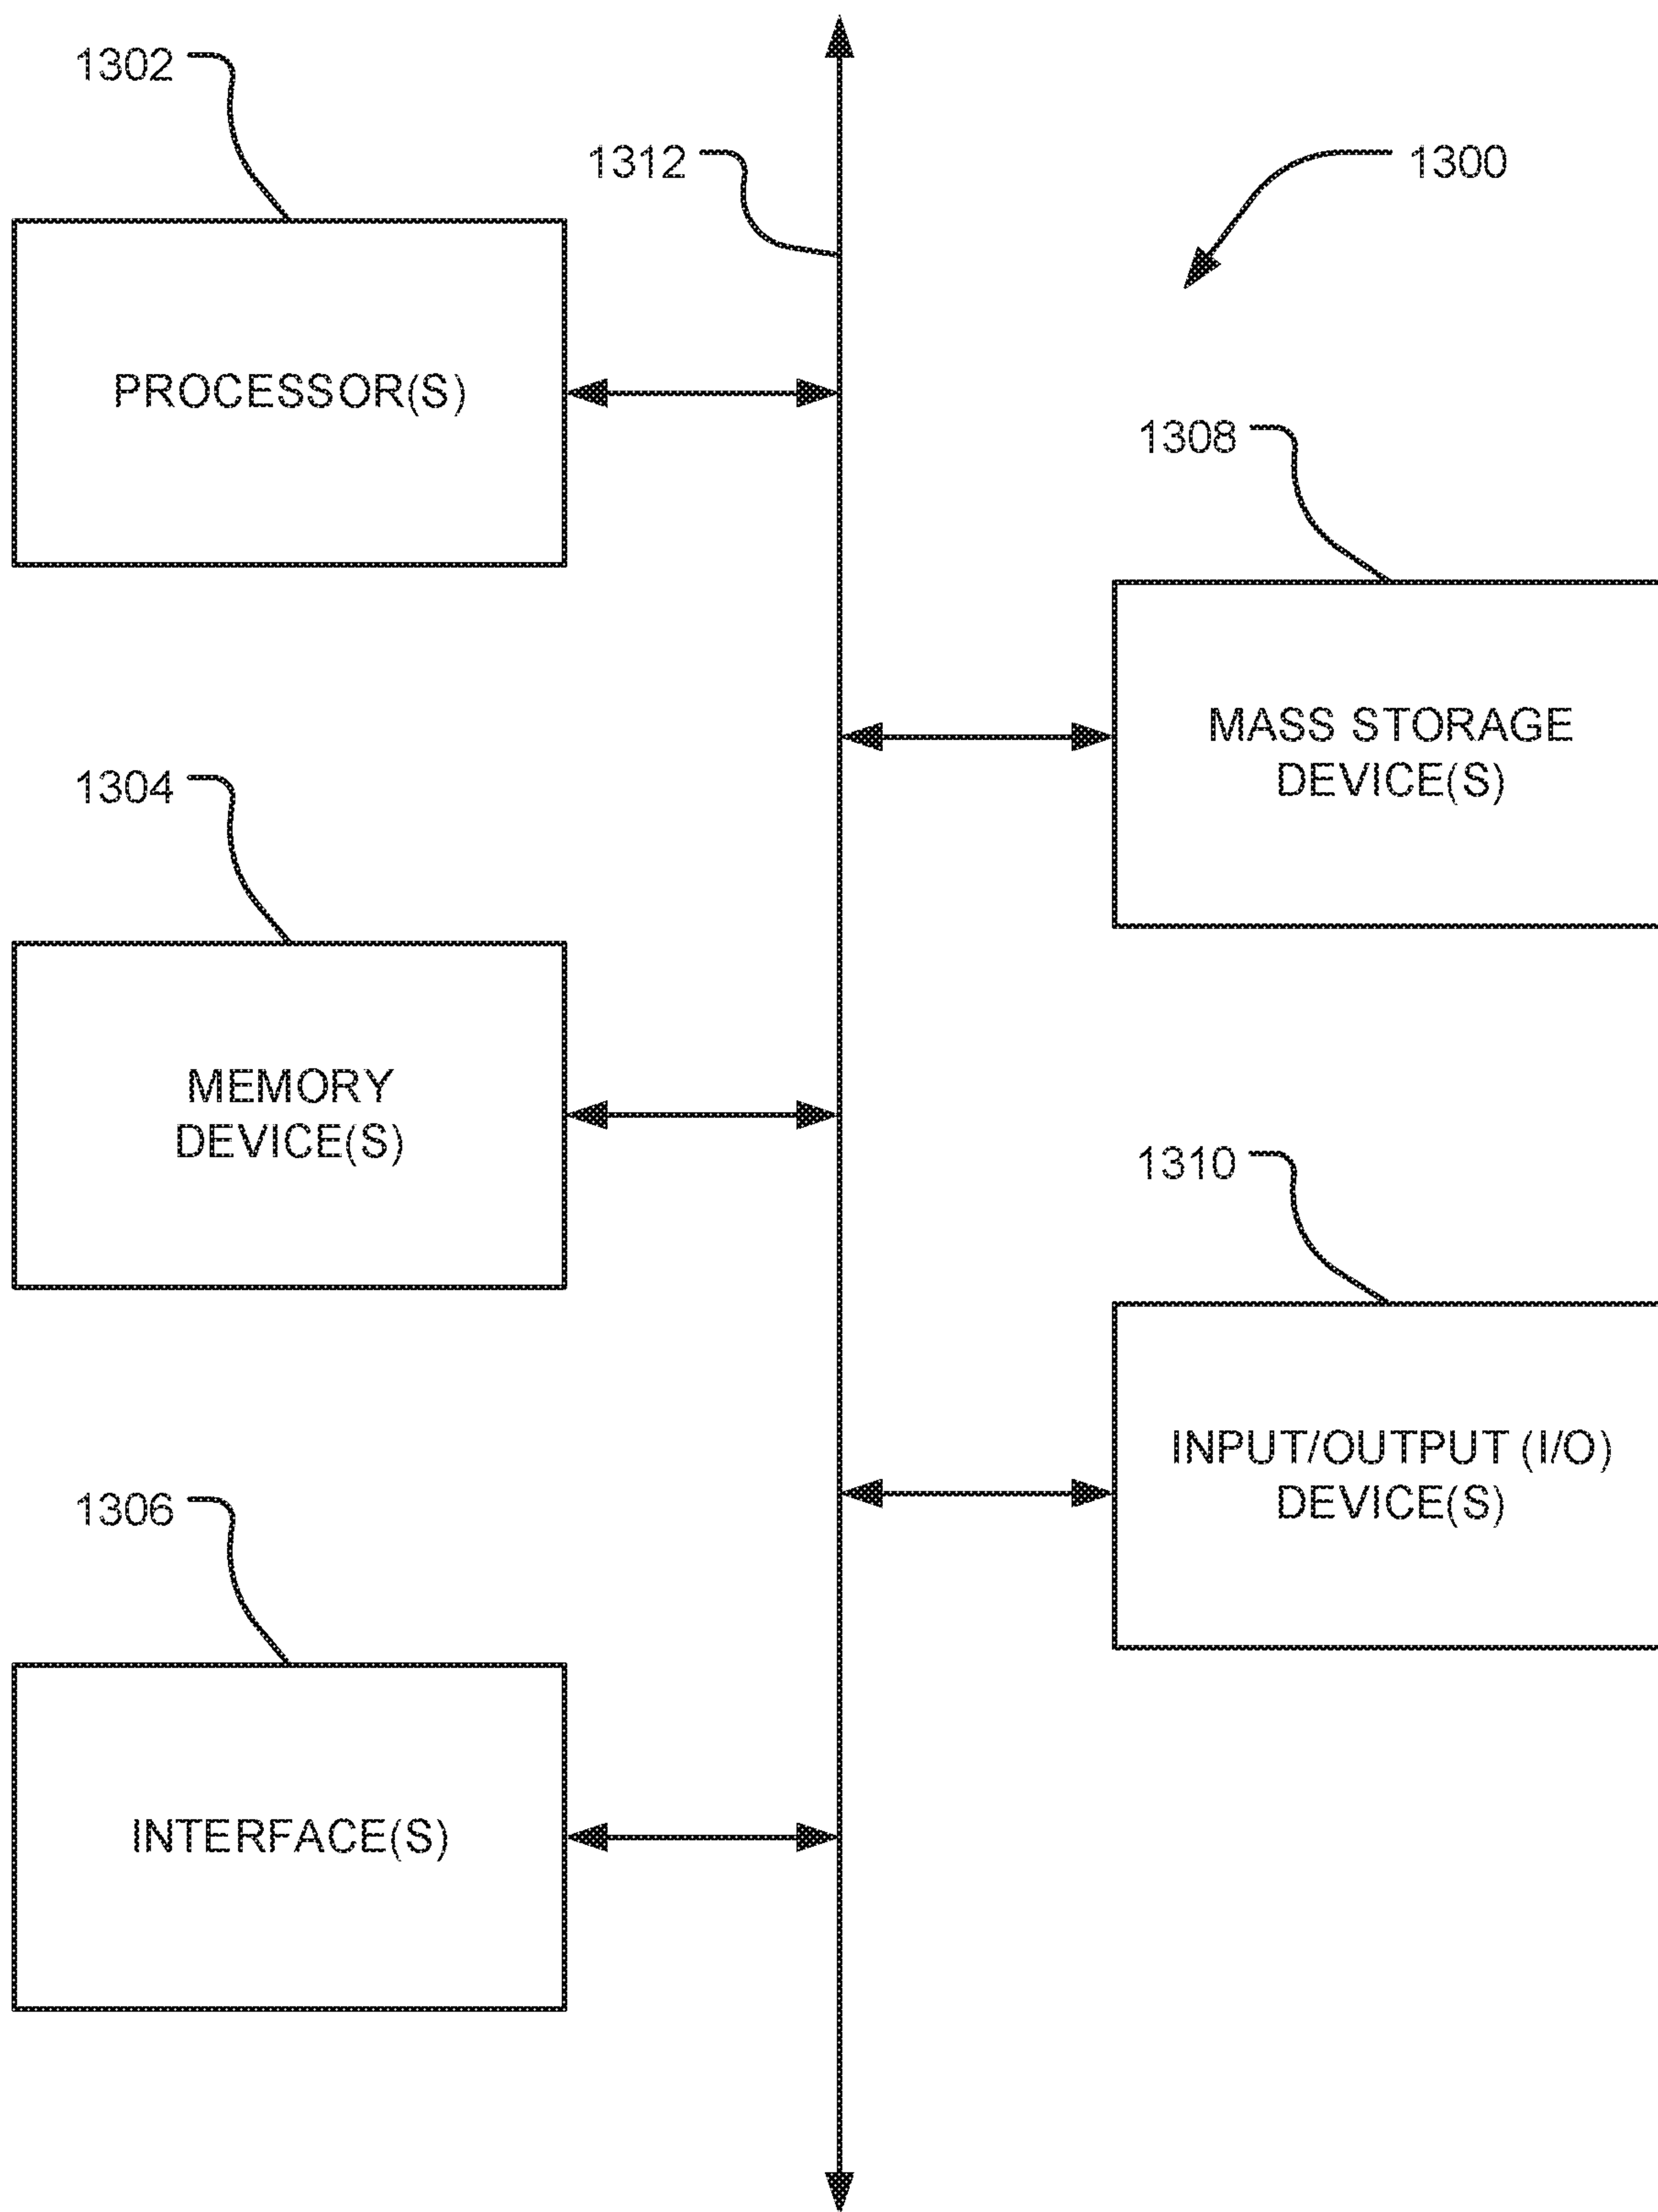 1302
1312
1300
PROCESSOR(S)
1308
MASS STORAGE
DEVICE(S)
1304
MEMORY
DEVICE(S)
1310
INPUT/OUTPUT (I/O)
DEVICE(S)
1306
INTERFACE(S)